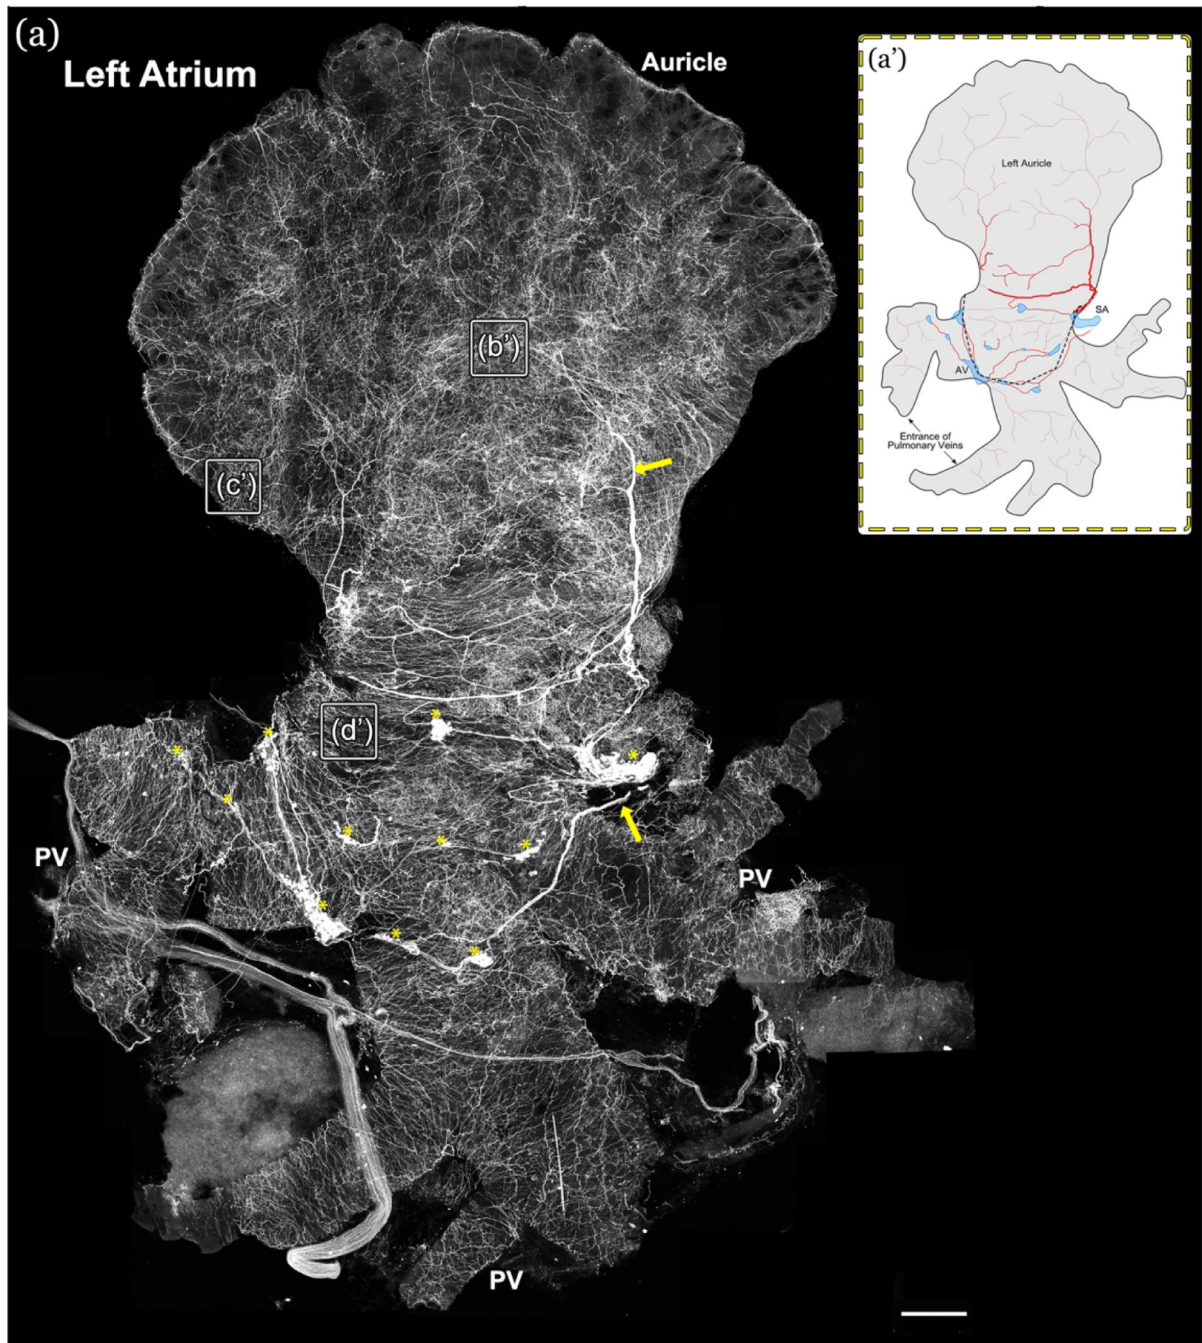 (a)
Left Atrium
Auricle
(a')
Left Auricle
SA
AV
Entrance of
Pulmonary Veins
(b')
(c')
(d')
PV
PV
PV